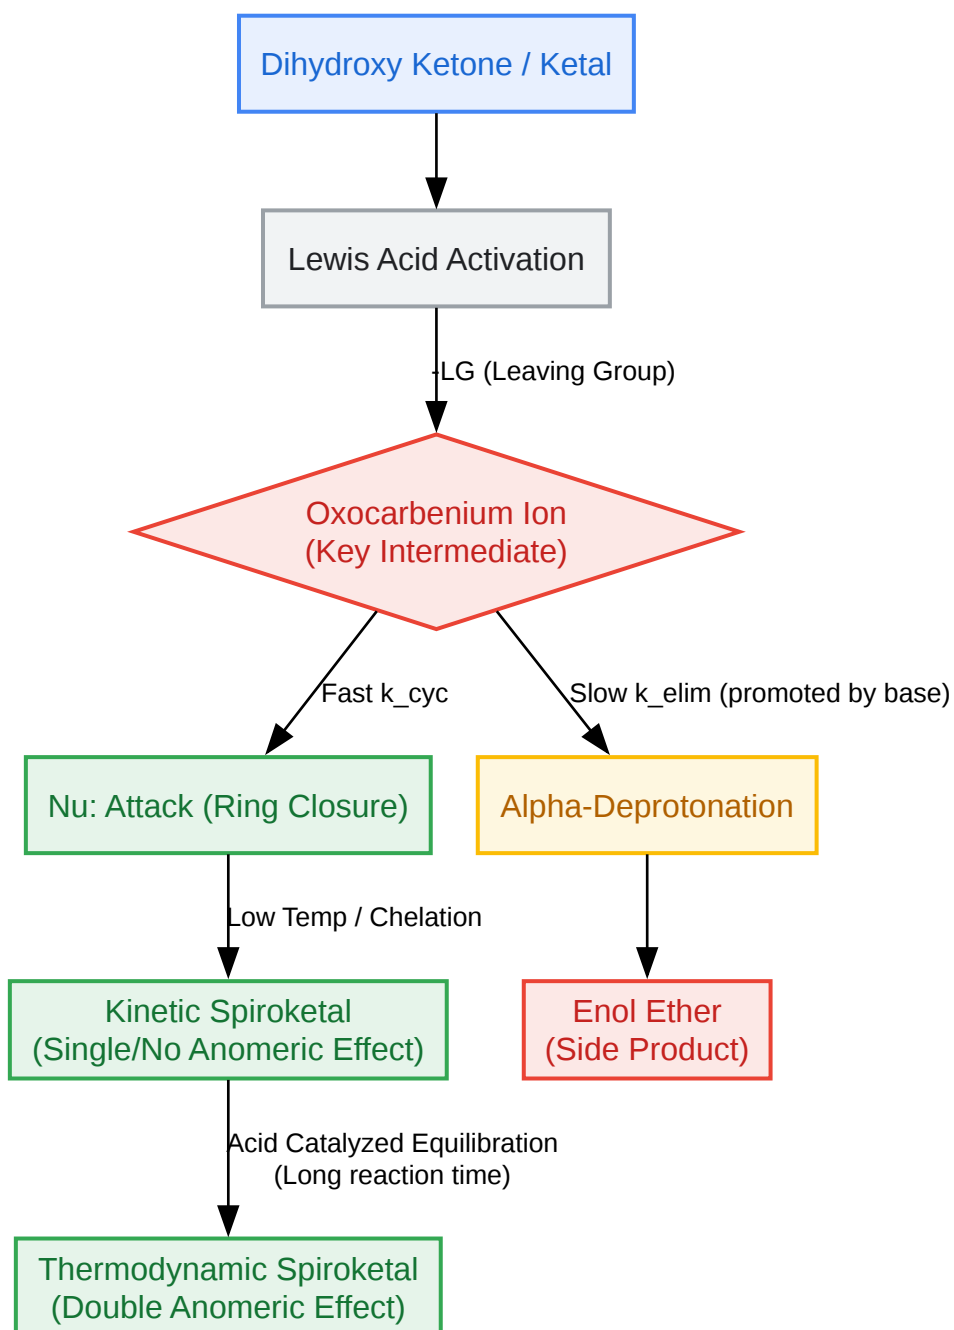 Dihydroxy Ketone / Ketal
Lewis Acid Activation
-LG (Leaving Group)
Oxocarbenium Ion
(Key Intermediate)
Fast k_cyc
Slow k_elim (promoted by base)
Nu: Attack (Ring Closure)
Alpha-Deprotonation
Low Temp / Chelation
Kinetic Spiroketal
(Single/No Anomeric Effect)
Enol Ether
(Side Product)
Acid Catalyzed Equilibration
(Long reaction time)
Thermodynamic Spiroketal
(Double Anomeric Effect)